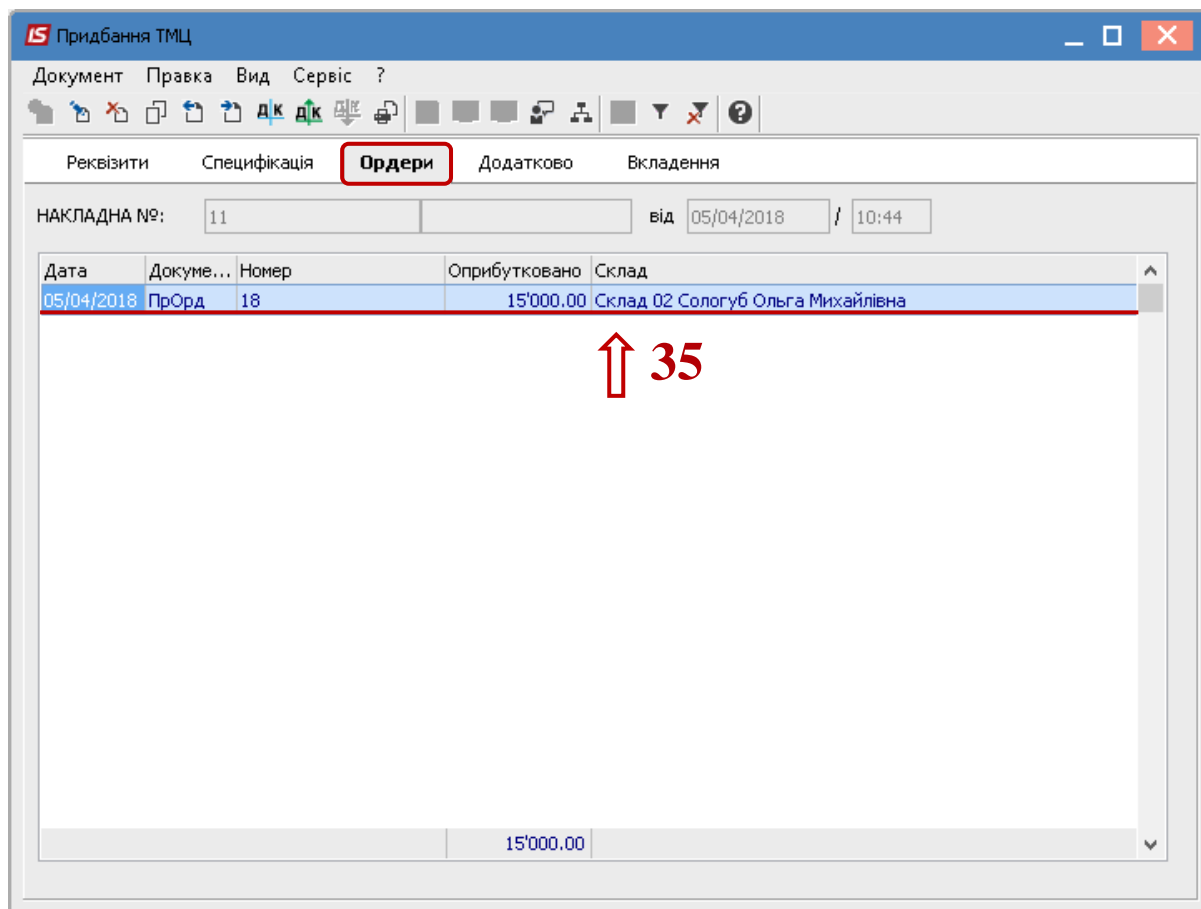 IS Придбання ТМЦ
Документ Правка Вид Сервіс ?
Д К Д К Д К
Реквізити Специфікація Ордери Додатково Вкладення
НАКЛАДНА №: 11 від 05/04/2018 / 10:44
Дата Докуме... Номер Оприбутковано Склад
05/04/2018 ПрОрд 18 15'000.00 Склад 02 Сологуб Ольга Михайлівна
35
15'000.00